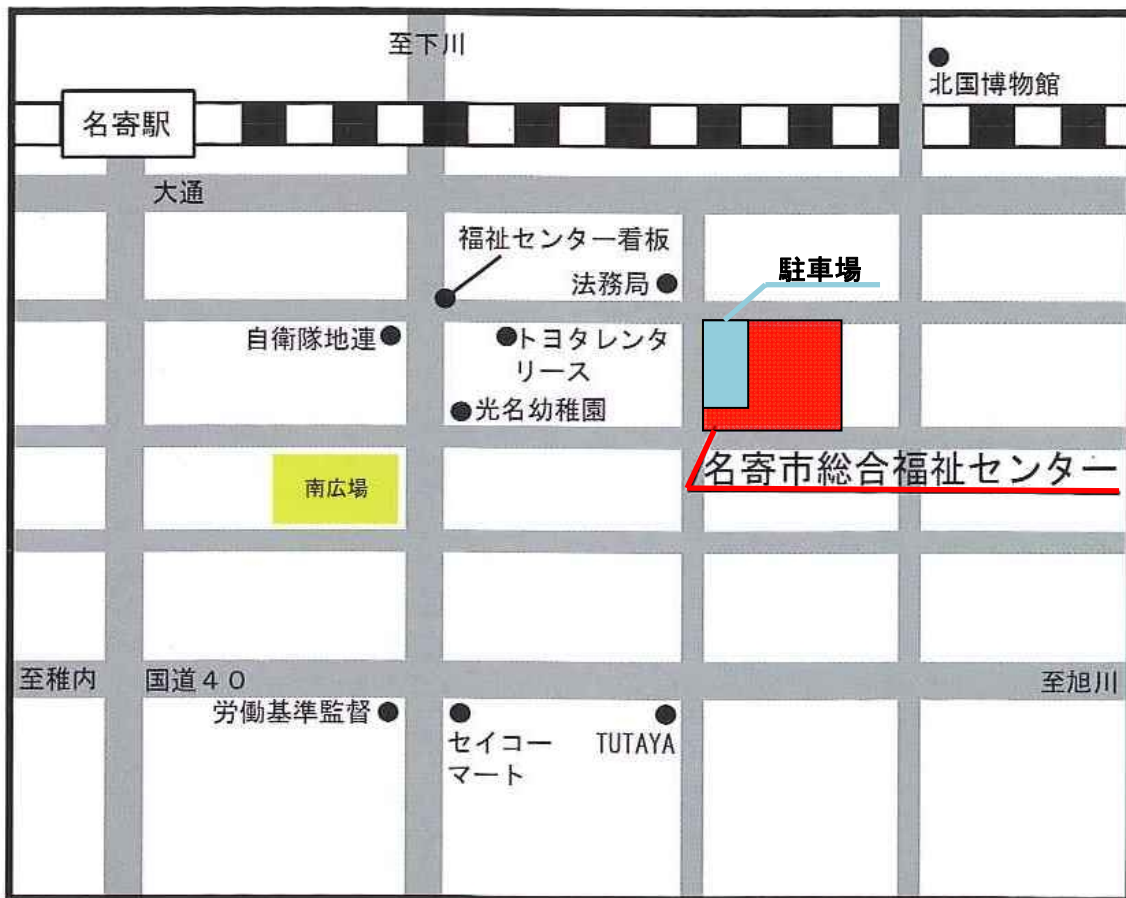 至下川
北国博物館
名寄駅
大通
福祉センター看板
駐車場
法務局
自衛隊地連
トヨタレンタ
リース
光名幼稚園
名寄市総合福祉センター
南広場
至稚内
国道40
至旭川
労働基準監督
セイコー
マート
TUTAYA